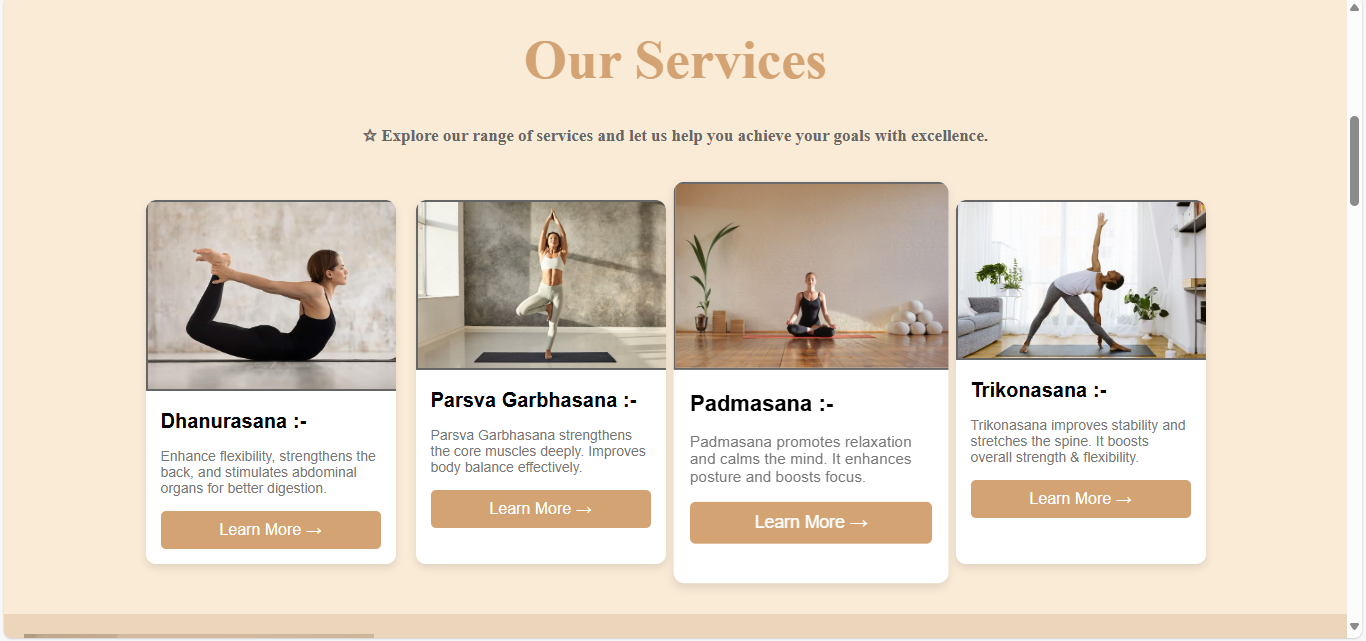 Our Services
☆ Explore our range of services and let us help you achieve your goals with excellence.
Dhanurasana :-
Enhance flexibility, strengthens the
back, and stimulates abdominal
organs for better digestion.
Learn More →
Parsva Garbhasana :-
Parsva Garbhasana strengthens
the core muscles deeply. Improves
body balance effectively.
Learn More →
Padmasana :-
Padmasana promotes relaxation
and calms the mind. It enhances
posture and boosts focus.
Learn More →
Trikonasana :-
Trikonasana improves stability and
stretches the spine. It boosts
overall strength & flexibility.
Learn More →